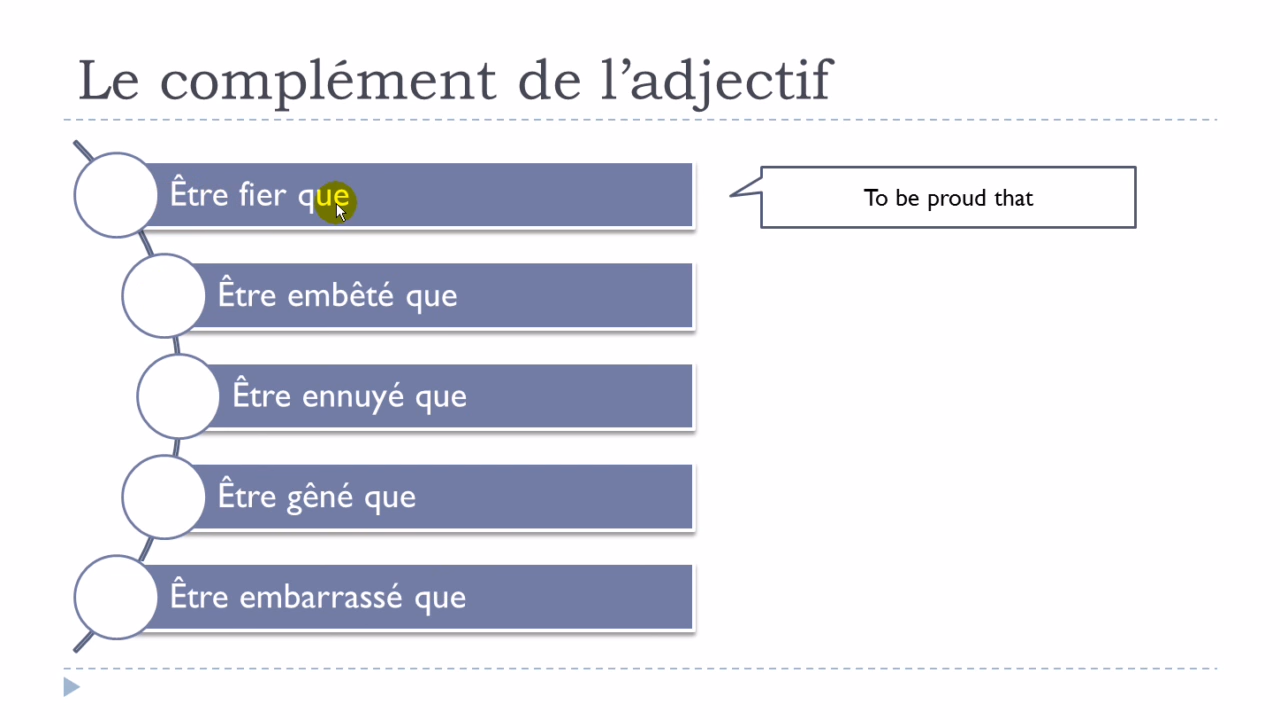 Le complément de l’adjectif
Être fier que
To be proud that
Être embêté que
Être ennuyé que
Être gêné que
Être embarrassé que